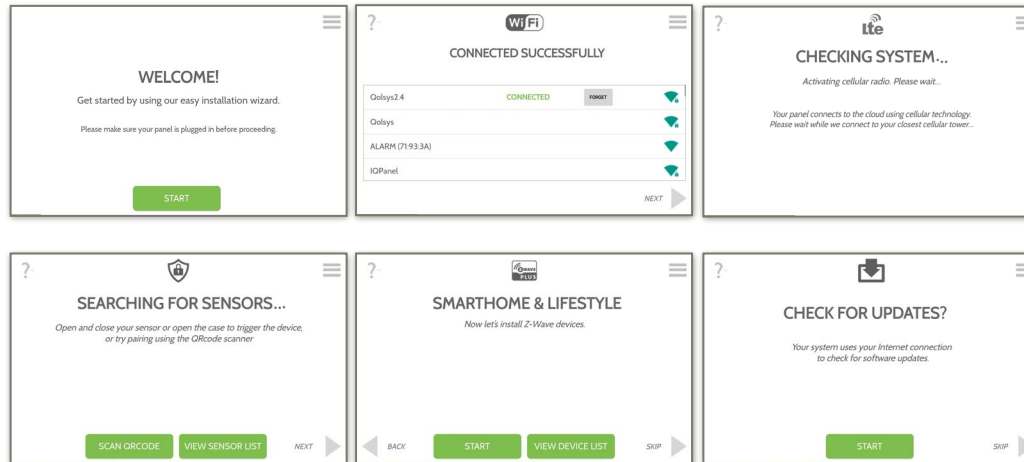 WELCOME!
Get started by using our easy installation wizard.
Please make sure your panel is plugged in before proceeding.
START
?
WiFi
CONNECTED SUCCESSFULLY
Qolsys2.4 CONNECTED FORGET
Qolsys
ALARM (71:93:3A)
IQPanel
NEXT
?
lte
CHECKING SYSTEM...
Activating cellular radio. Please wait...
Your panel connects to the cloud using cellular technology.
Please wait while we connect to your closest cellular tower...
?
SEARCHING FOR SENSORS...
Open and close your sensor or open the case to trigger the device,
or try pairing using the QRcode scanner
SCAN QRCODE VIEW SENSOR LIST NEXT
?
Z WAVE
PLUS
SMARTHOME & LIFESTYLE
Now let's install Z-Wave devices.
BACK START VIEW DEVICE LIST SKIP
?
CHECK FOR UPDATES?
Your system uses your Internet connection
to check for software updates.
START SKIP